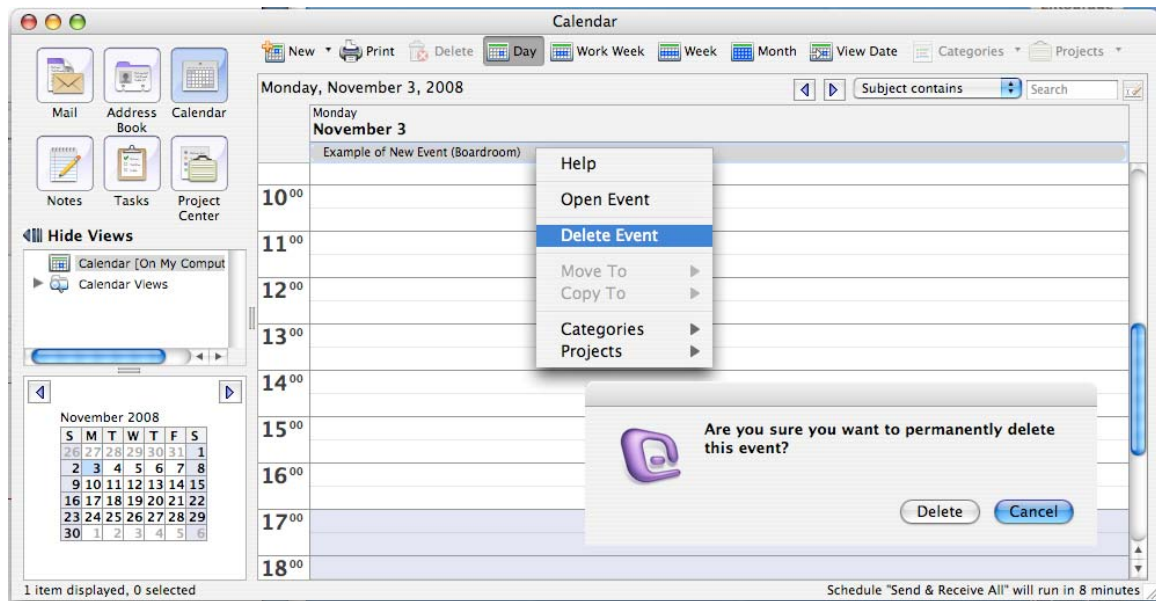 Calendar
New Print Delete Day Work Week Week Month View Date Categories Projects
Mail Address Book Calendar
Notes Tasks Project Center
Hide Views
Calendar [On My Comput
Calendar Views
November 2008
S M T W T F S
26 27 28 29 30 31 1
2 3 4 5 6 7 8
9 10 11 12 13 14 15
16 17 18 19 20 21 22
23 24 25 26 27 28 29
30 1 2 3 4 5 6
Monday, November 3, 2008
Subject contains
Search
Monday
November 3
Example of New Event (Boardroom)
10 00
11 00
12 00
13 00
14 00
15 00
16 00
17 00
18 00
Help
Open Event
Delete Event
Move To
Copy To
Categories
Projects
Are you sure you want to permanently delete
this event?
Delete Cancel
1 item displayed, 0 selected
Schedule "Send & Receive All" will run in 8 minutes